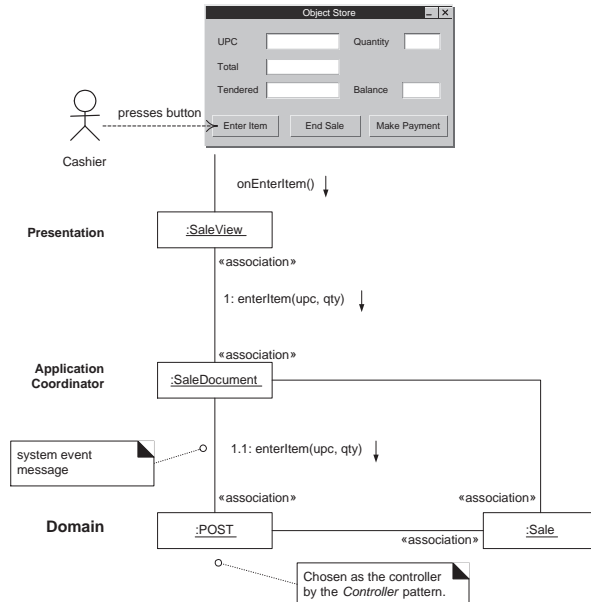 Object Store
UPC
Quantity
Total
Tendered
Balance
presses button
Enter Item
End Sale
Make Payment
Cashier
onEnterItem()
Presentation
:SaleView
«association»
1: enterItem(upc, qty)
«association»
Application
Coordinator
:SaleDocument
system event
message
1.1: enterItem(upc, qty)
«association»
«association»
Domain
:POST
«association»
:Sale
Chosen as the controller
by the Controller pattern.